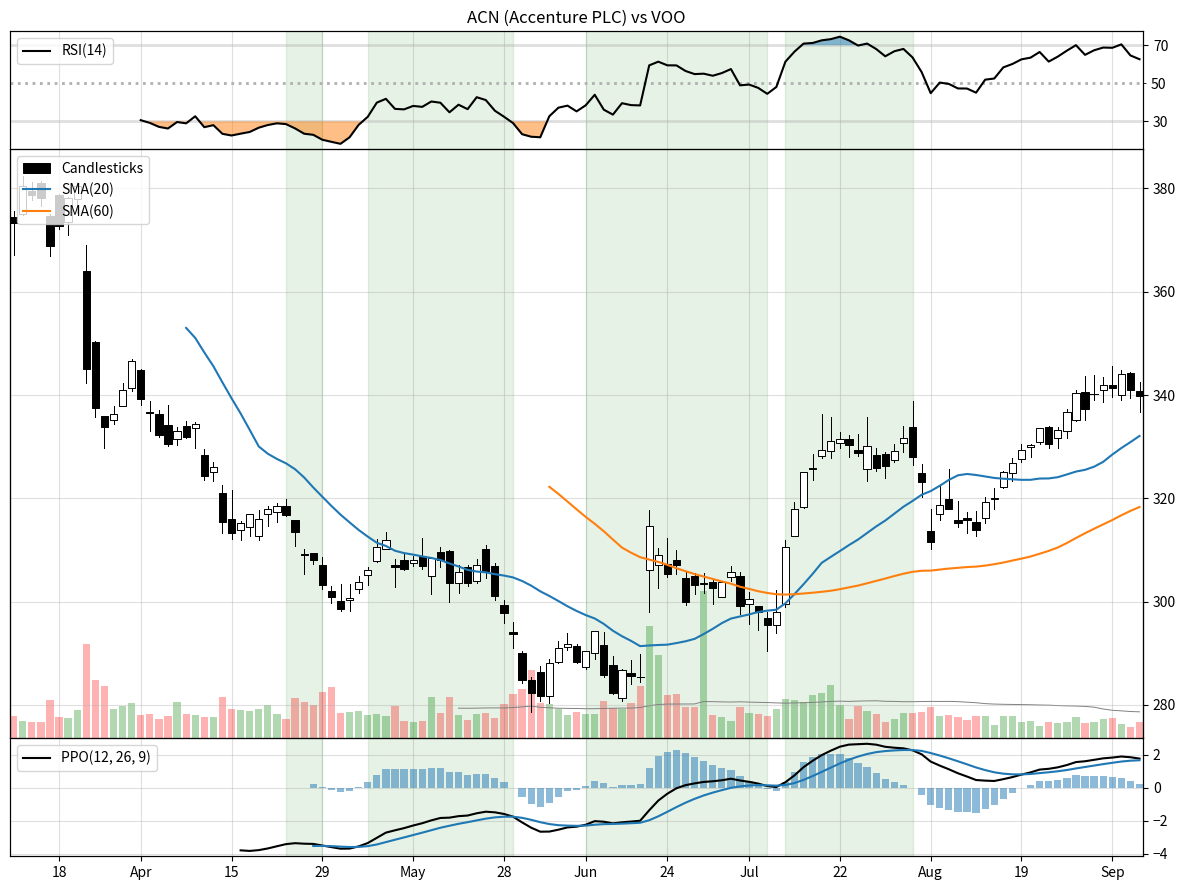 ACN (Accenture PLC) vs VOO
RSI(14)
70
50
30
Candlesticks
SMA(20)
SMA(60)
380
360
340
320
300
280
PPO(12, 26, 9)
2
0
−2
−4
18 Apr 15 29 May 28 Jun 24 Jul 22 Aug 19 Sep